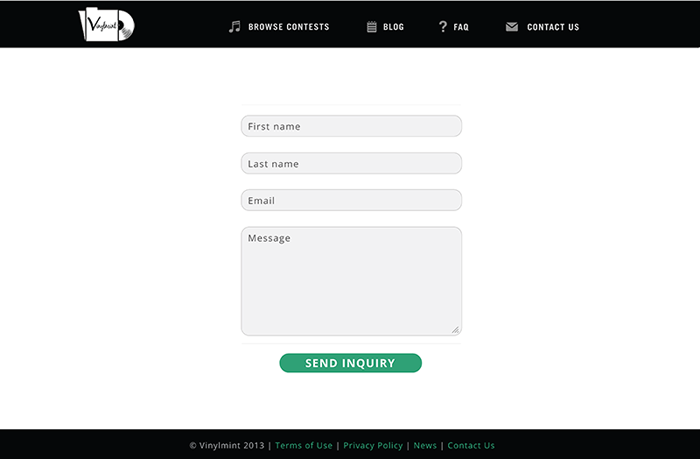 Vinylmint
BROWSE CONTESTS BLOG ? FAQ CONTACT US
First name
Last name
Email
Message
SEND INQUIRY
© Vinylmint 2013 | Terms of Use | Privacy Policy | News | Contact Us